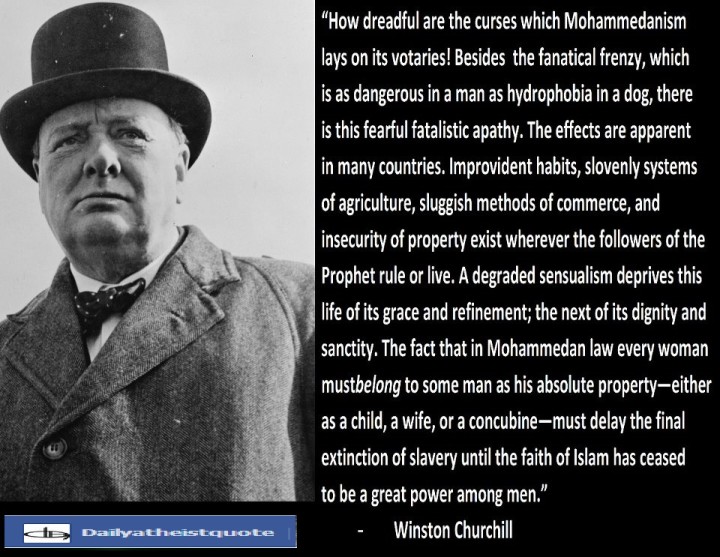 “How dreadful are the curses which Mohammedanism
lays on its votaries! Besides the fanatical frenzy, which
is as dangerous in a man as hydrophobia in a dog, there
is this fearful fatalistic apathy. The effects are apparent
in many countries. Improvident habits, slovenly systems
of agriculture, sluggish methods of commerce, and
insecurity of property exist wherever the followers of the
Prophet rule or live. A degraded sensualism deprives this
life of its grace and refinement; the next of its dignity and
sanctity. The fact that in Mohammedan law every woman
mustbelong to some man as his absolute property—either
as a child, a wife, or a concubine—must delay the final
extinction of slavery until the faith of Islam has ceased
to be a great power among men.”
- Winston Churchill
Dailyatheistquote